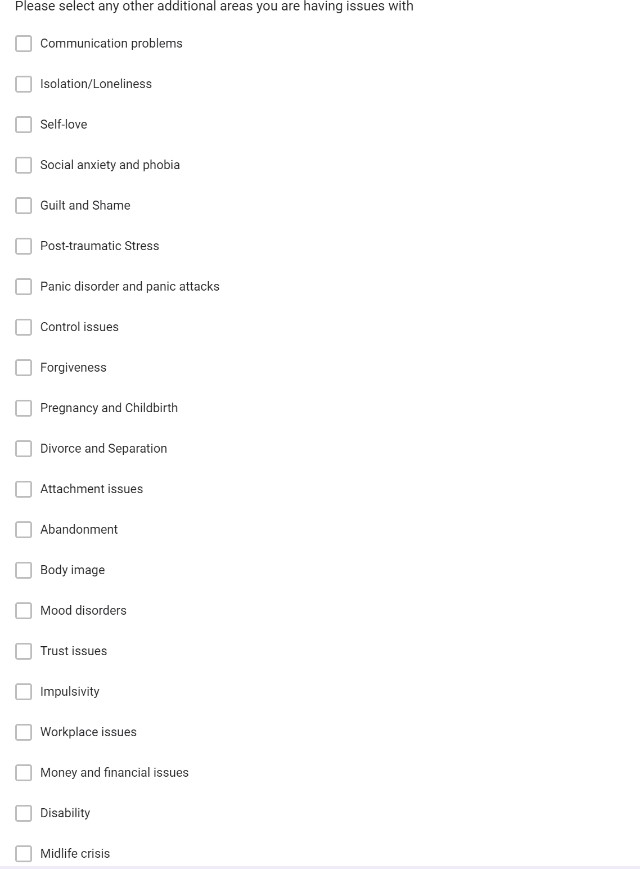 Please select any other additional areas you are having issues with
Communication problems
Isolation/Loneliness
Self-love
Social anxiety and phobia
Guilt and Shame
Post-traumatic Stress
Panic disorder and panic attacks
Control issues
Forgiveness
Pregnancy and Childbirth
Divorce and Separation
Attachment issues
Abandonment
Body image
Mood disorders
Trust issues
Impulsivity
Workplace issues
Money and financial issues
Disability
Midlife crisis